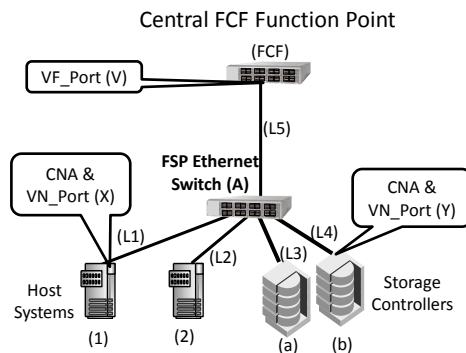 Central FCF Function Point
(FCF)
VF_Port (V)
(L5)
FSP Ethernet
Switch (A)
CNA &
VN_Port (X)
CNA &
VN_Port (Y)
(L1)
(L2)
(L3)
(L4)
Host
Systems
Storage
Controllers
(1)
(2)
(a)
(b)